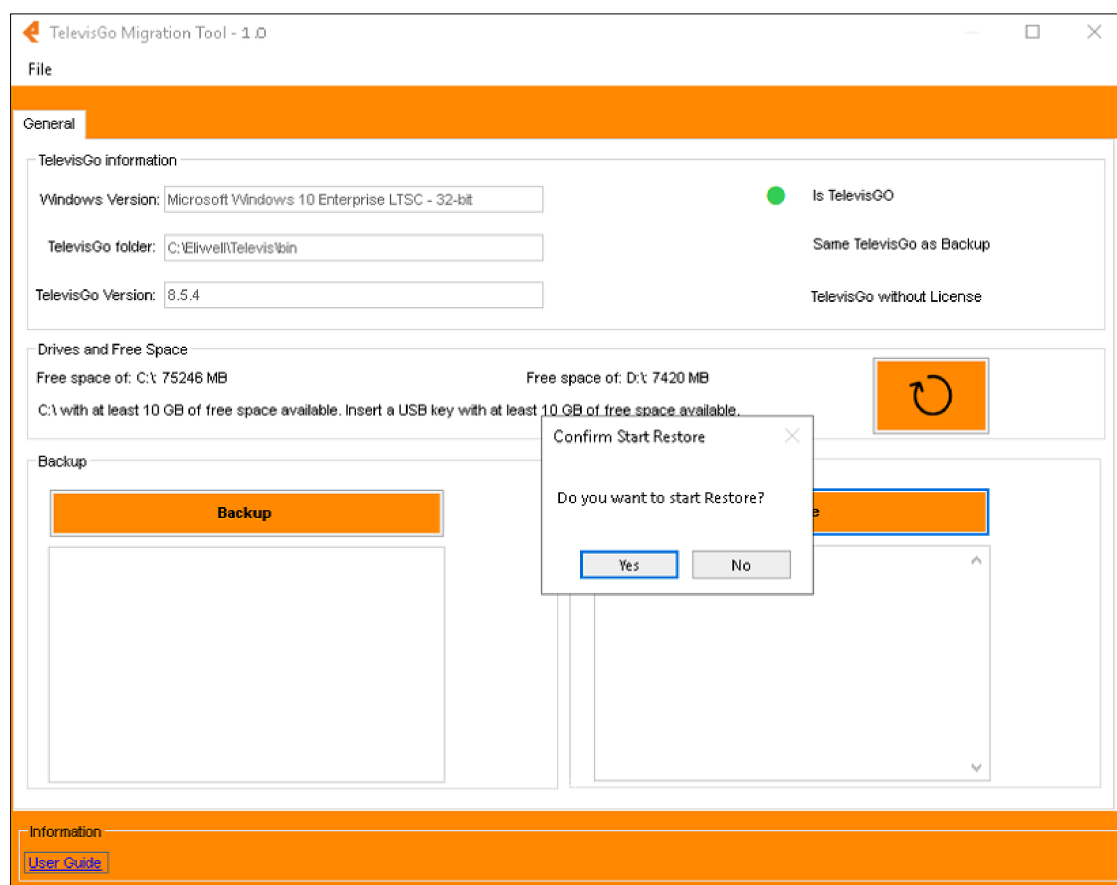 TelevisGo Migration Tool - 1.0
File
General
TelevisGo information
Windows Version: Microsoft Windows 10 Enterprise LTSC - 32-bit
Is TelevisGO
TelevisGo folder: C:\Eliwell\Televis\bin
Same TelevisGo as Backup
TelevisGo Version: 8.5.4
TelevisGo without License
Drives and Free Space
Free space of: C:\: 75246 MB
Free space of: D:\: 7420 MB
C:\ with at least 10 GB of free space available. Insert a USB key with at least 10 GB of free space available.
Confirm Start Restore
Do you want to start Restore?
Yes
No
Backup
Backup
Information
User Guide